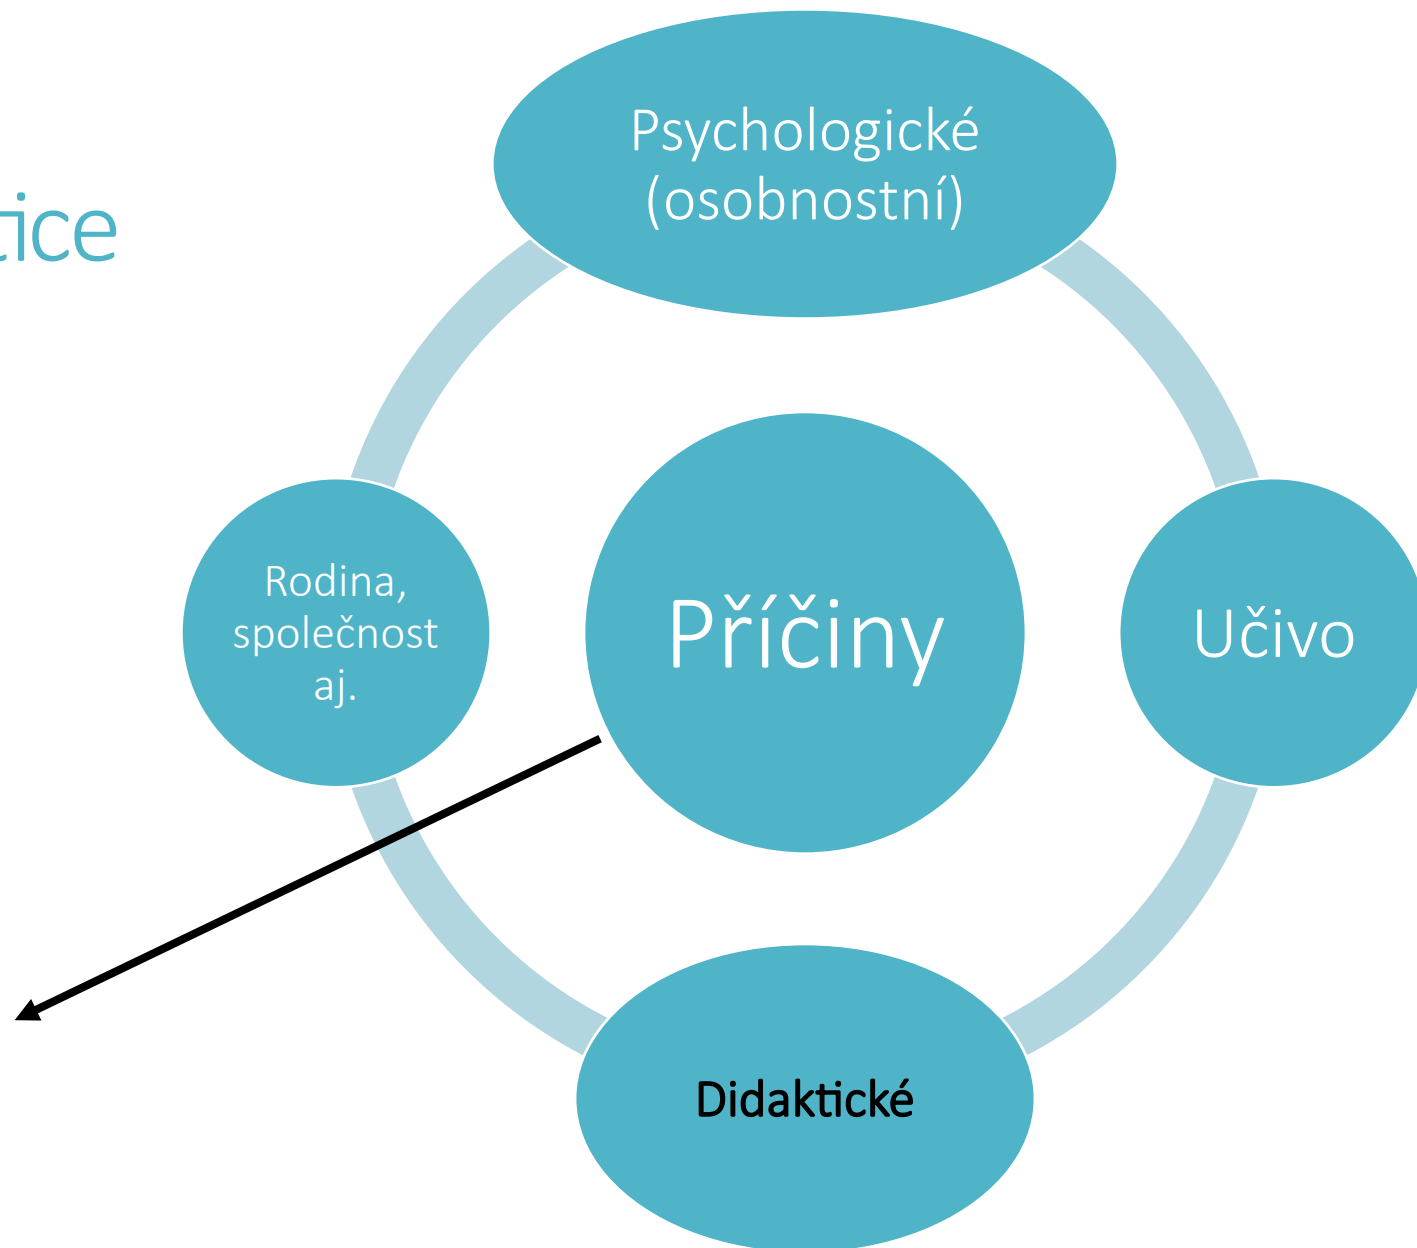 tice
Psychologické
(osobnostní)
Rodina,
společnost
aj.
Příčiny
Učivo
Didaktické